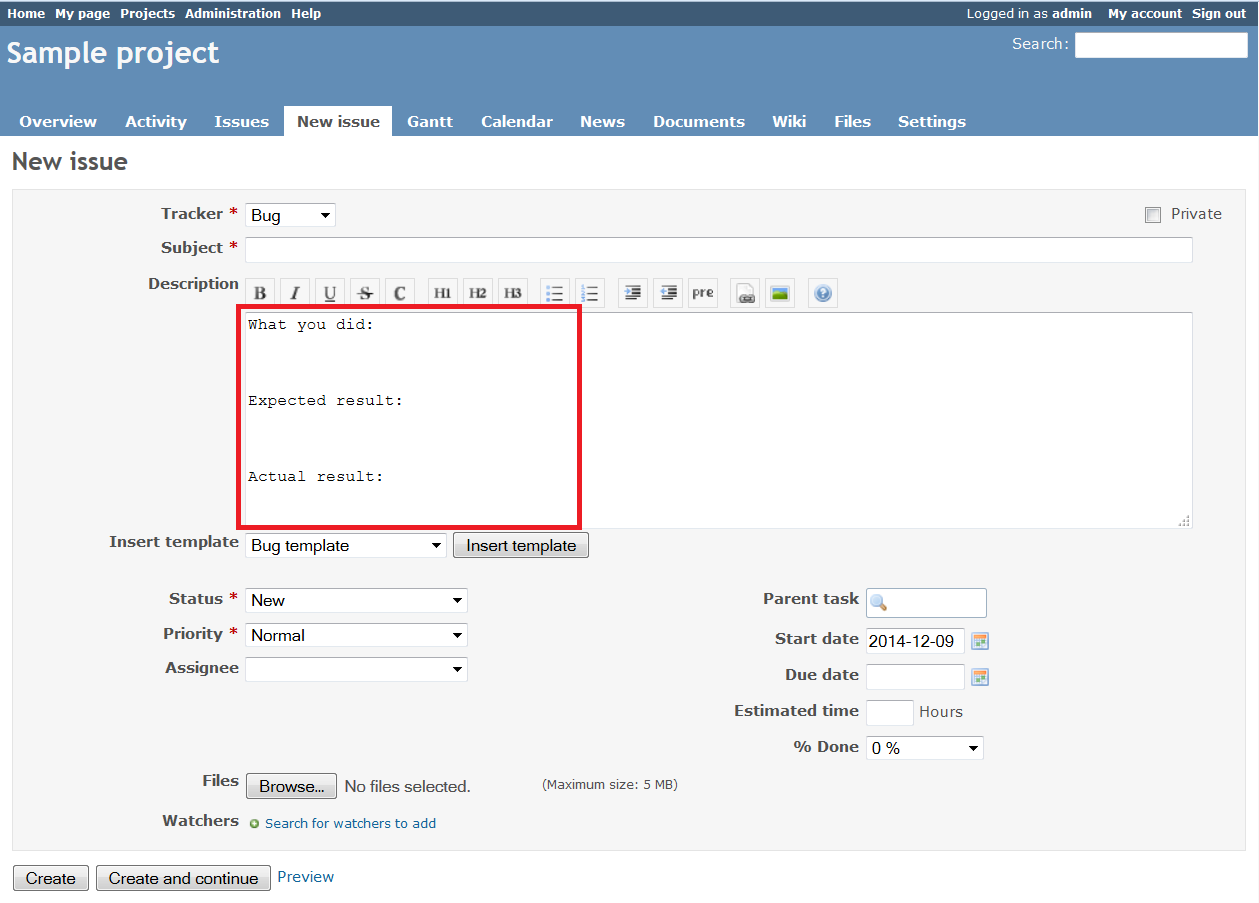 Home My page Projects Administration Help Logged in as admin My account Sign out
Sample project Search:
Overview Activity Issues New issue Gantt Calendar News Documents Wiki Files Settings
New issue
Tracker * Bug Private
Subject *
Description B I U S C H1 H2 H3 pre
What you did:
Expected result:
Actual result:
Insert template Bug template Insert template
Status * New Parent task
Priority * Normal Start date 2014-12-09
Assignee Due date
Estimated time Hours
% Done 0 %
Files Browse... No files selected. (Maximum size: 5 MB)
Watchers Search for watchers to add
Create Create and continue Preview